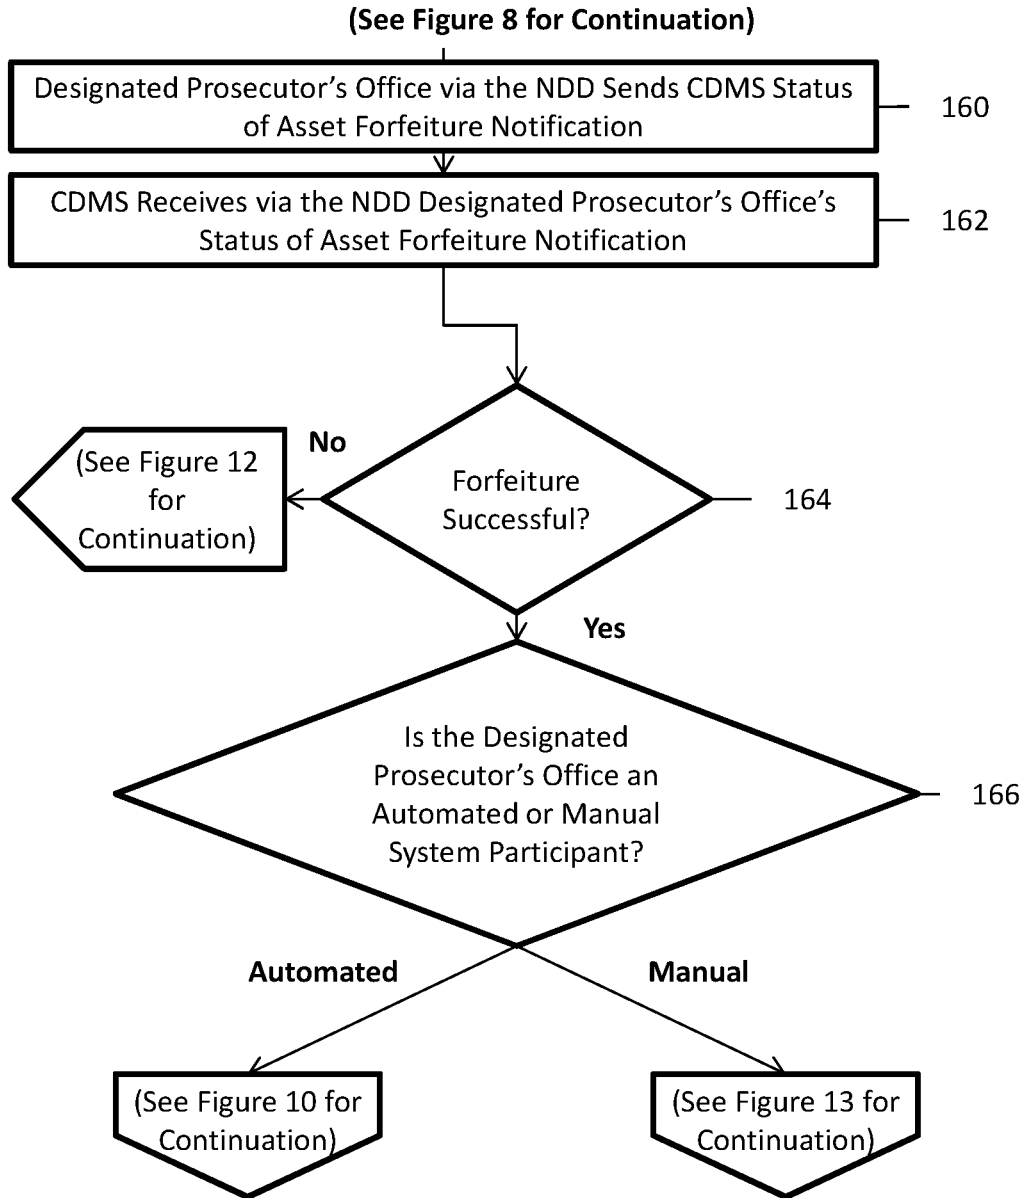 (See Figure 8 for Continuation)
Designated Prosecutor’s Office via the NDD Sends CDMS Status
of Asset Forfeiture Notification
160
CDMS Receives via the NDD Designated Prosecutor’s Office’s
Status of Asset Forfeiture Notification
162
No
(See Figure 12
for
Continuation)
Forfeiture
Successful?
164
Yes
Is the Designated
Prosecutor’s Office an
Automated or Manual
System Participant?
166
Automated
Manual
(See Figure 10 for
Continuation)
(See Figure 13 for
Continuation)